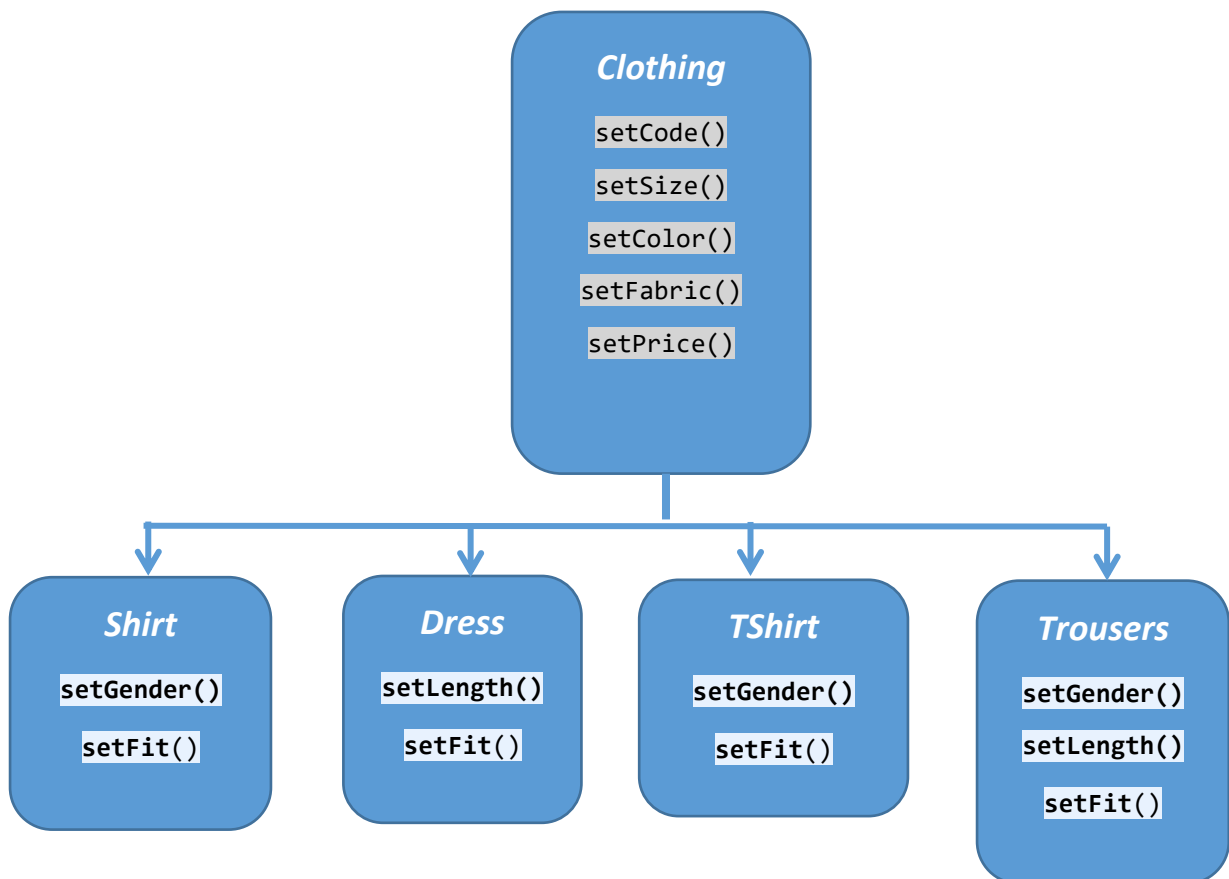 Clothing
setCode()
setSize()
setColor()
setFabric()
setPrice()
Shirt
setGender()
setFit()
Dress
setLength()
setFit()
TShirt
setGender()
setFit()
Trousers
setGender()
setLength()
setFit()